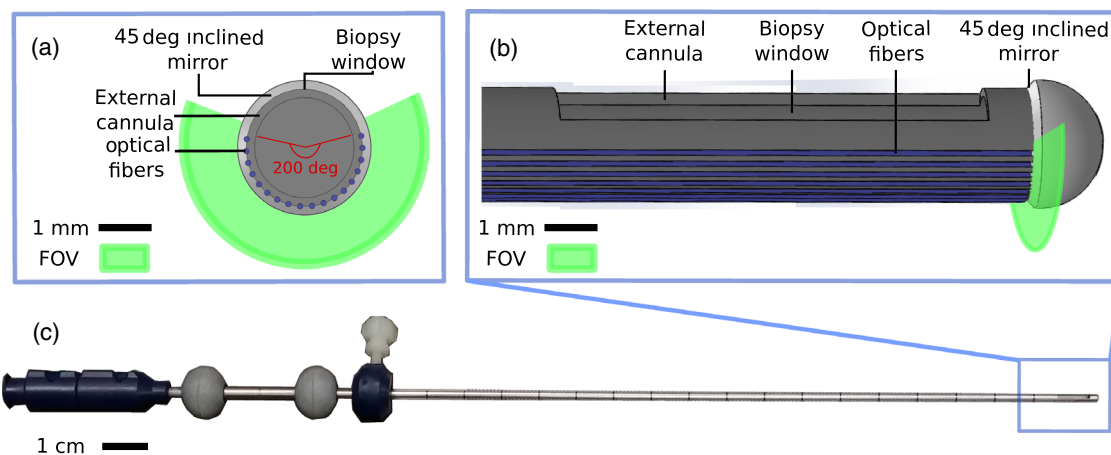 (a)
45 deg inclined
mirror
Biopsy
window
External
cannula
optical
fibers
200 deg
1 mm
FOV
(b)
External
cannula
Biopsy
window
Optical
fibers
45 deg inclined
mirror
1 mm
FOV
(c)
1 cm